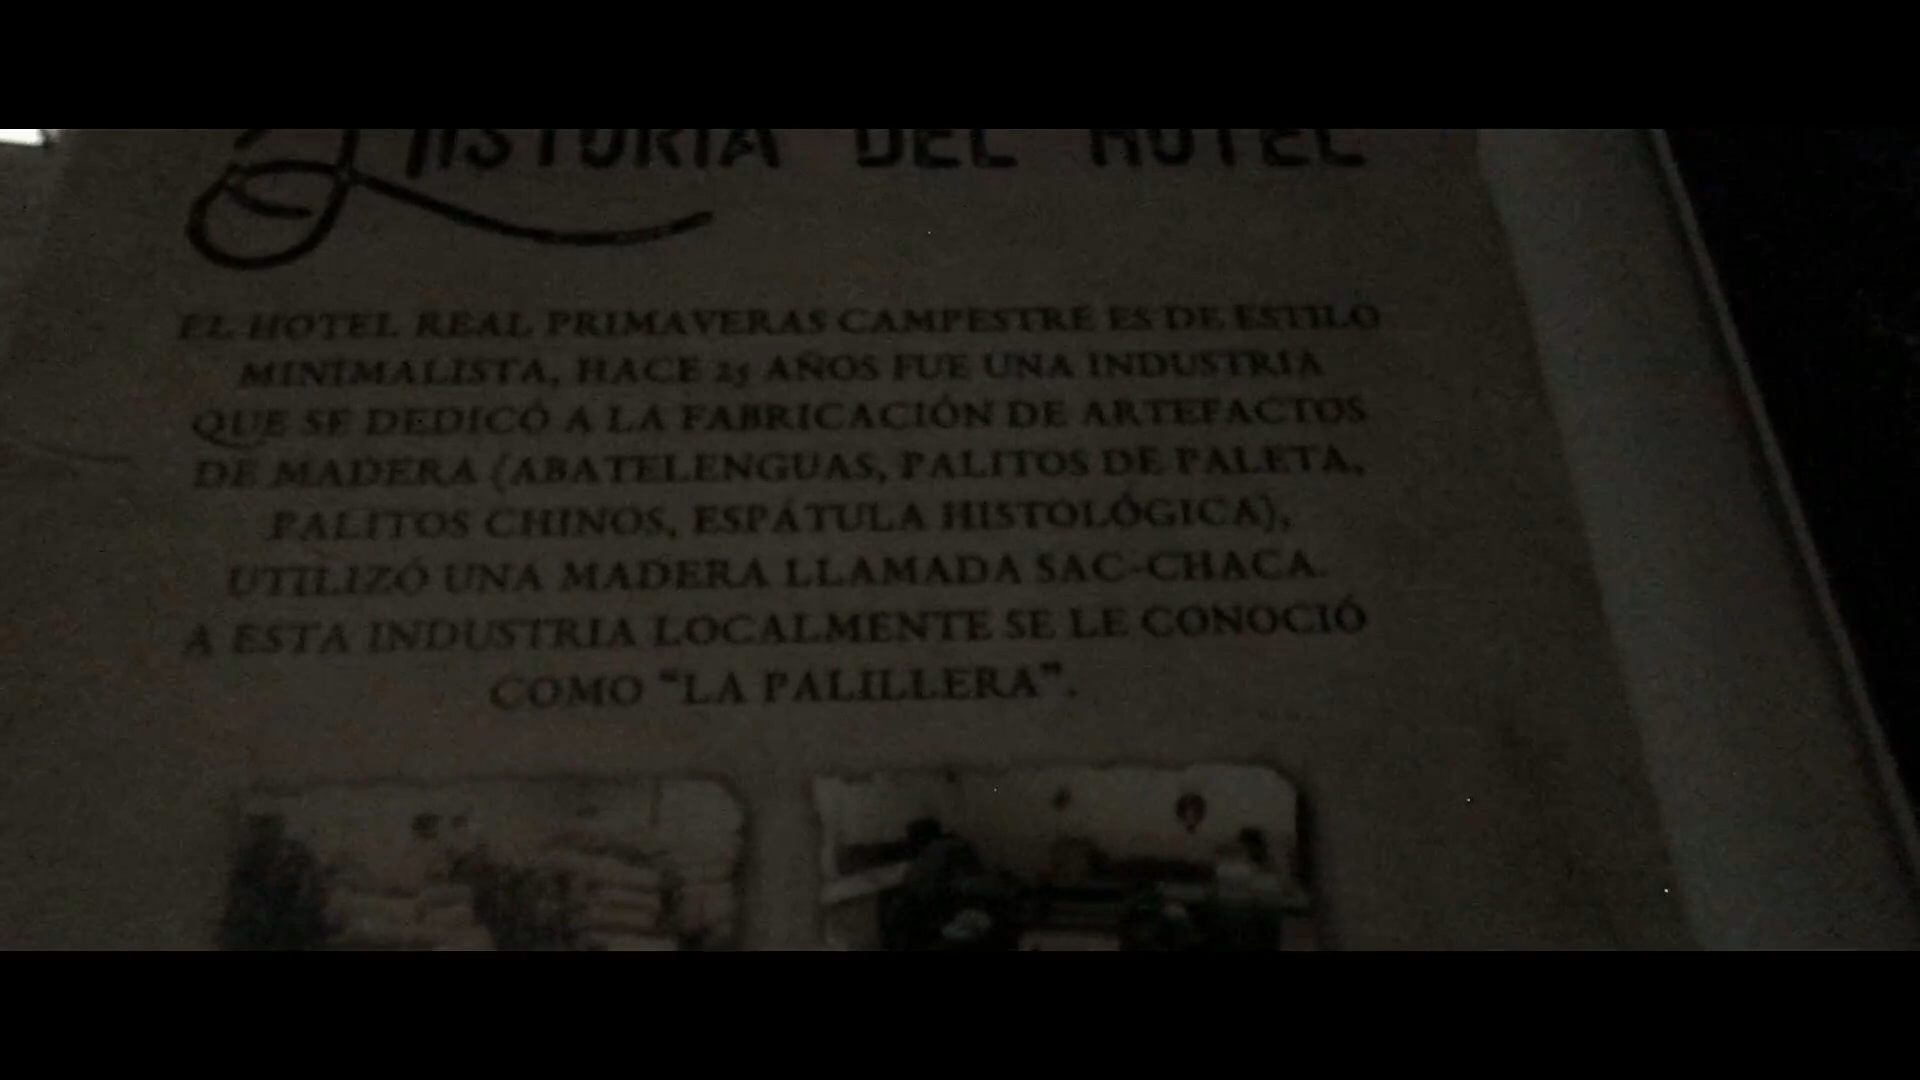 HISTORIA DEL HOTEL
EL HOTEL REAL PRIMAVERAS CAMPESTRE ES DE ESTILO
MINIMALISTA, HACE 25 AÑOS FUE UNA INDUSTRIA
QUE SE DEDICÓ A LA FABRICACIÓN DE ARTEFACTOS
DE MADERA (ABATELENGUAS, PALITOS DE PALETA,
PALITOS CHINOS, ESPÁTULA HISTOLÓGICA),
UTILIZÓ UNA MADERA LLAMADA SAC-CHACA.
A ESTA INDUSTRIA LOCALMENTE SE LE CONOCIÓ
COMO "LA PALILLERA".